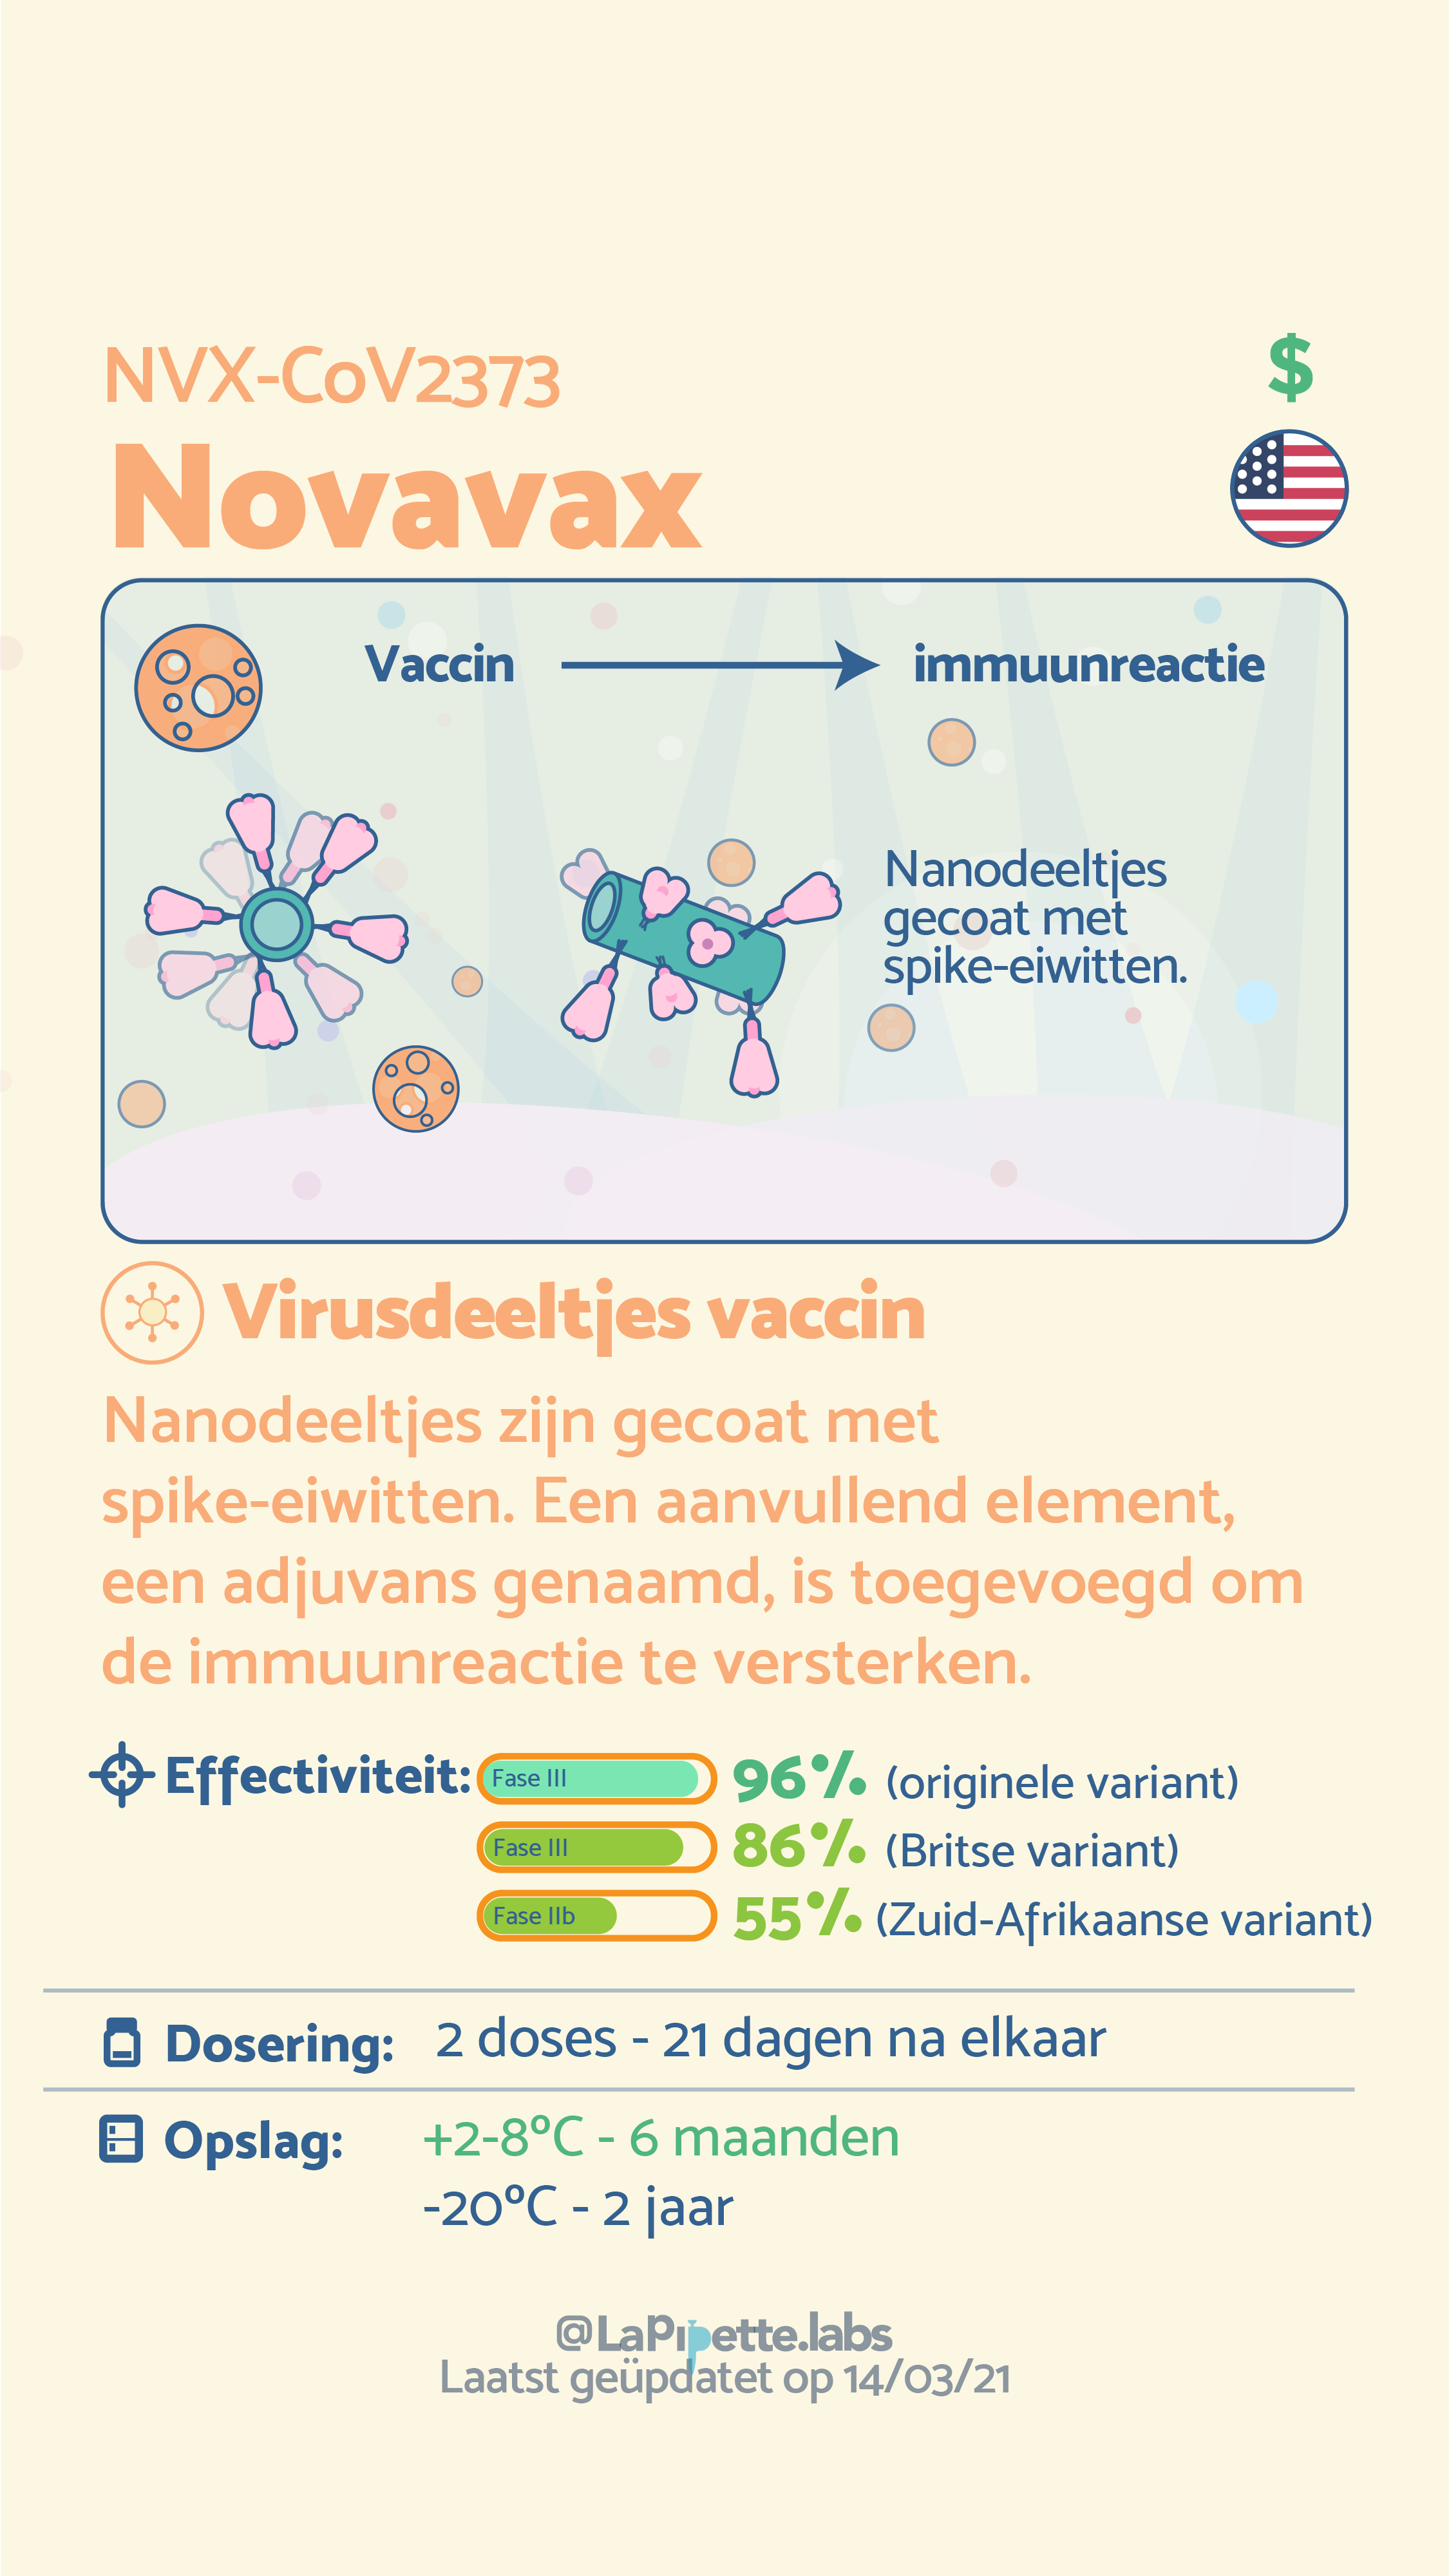 NVX-CoV2373
$
Novavax
Vaccin
immuunreactie
Nanodeeltjes
gecoat met
spike-eiwitten.
Virusdeeltjes vaccin
Nanodeeltjes zijn gecoat met
spike-eiwitten. Een aanvullend element,
een adjuvans genaamd, is toegevoegd om
de immuunreactie te versterken.
Effectiviteit: Fase III 96% (originele variant)
Fase III 86% (Britse variant)
Fase IIb 55% (Zuid-Afrikaanse variant)
Dosering: 2 doses - 21 dagen na elkaar
Opslag: +2-8°C - 6 maanden
-20°C - 2 jaar
@LaPipette.labs
Laatst geüpdatet op 14/03/21